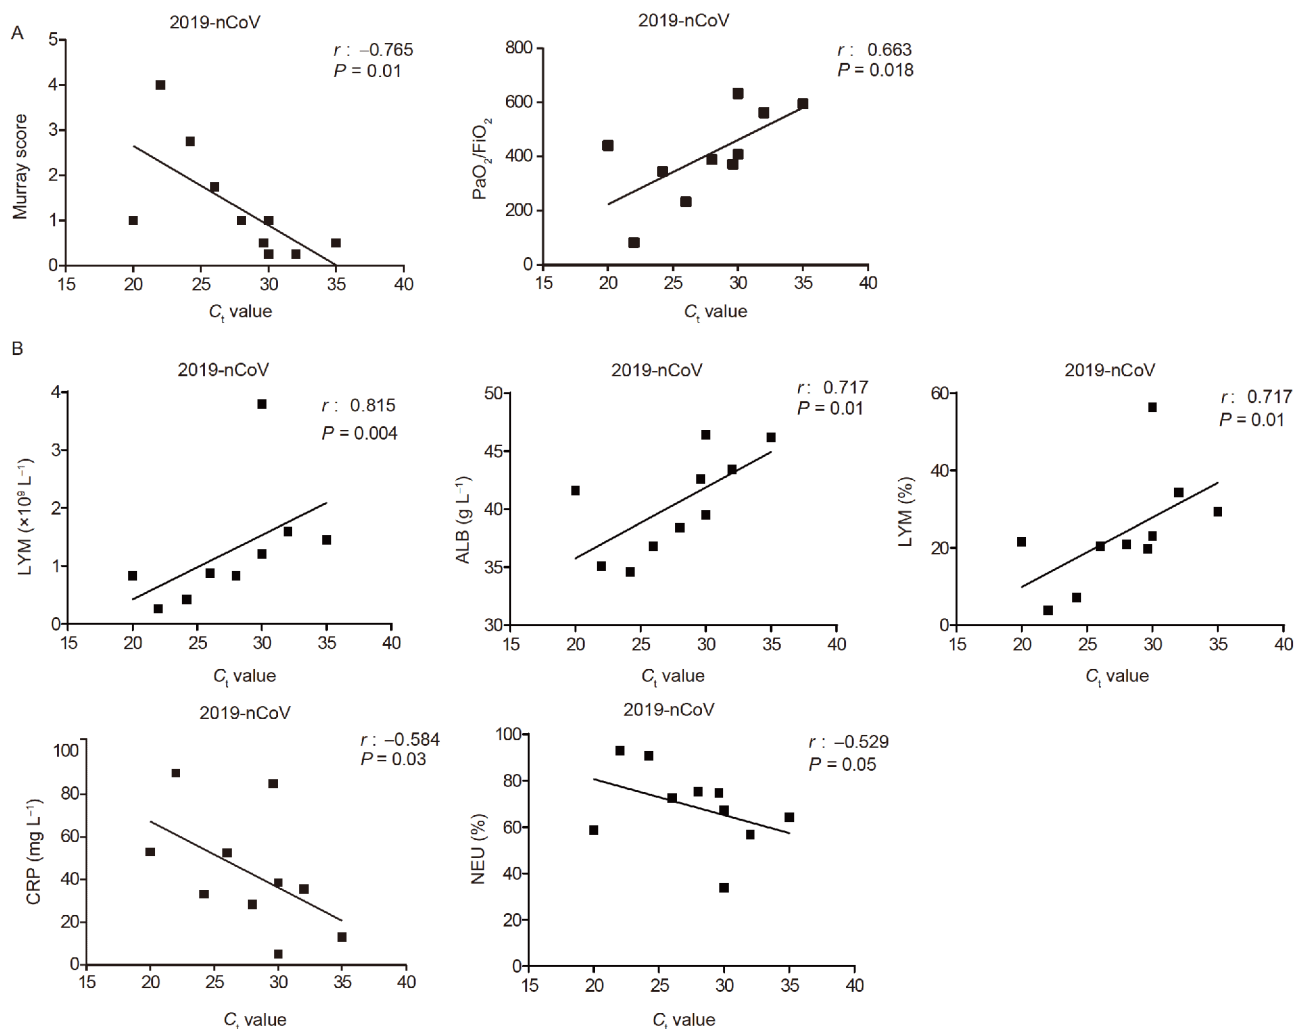 A
2019-nCoV
r : –0.765
P = 0.01
5
4
3
2
1
0
Murray score
15 20 25 30 35 40
Ct value
2019-nCoV
r : 0.663
P = 0.018
800
600
400
200
0
PaO2/FiO2
15 20 25 30 35 40
Ct value
B
2019-nCoV
r : 0.815
P = 0.004
4
3
2
1
0
LYM (×10⁹ L⁻¹)
15 20 25 30 35 40
Ct value
2019-nCoV
r : 0.717
P = 0.01
50
45
40
35
30
ALB (g L⁻¹)
15 20 25 30 35 40
Ct value
2019-nCoV
r : 0.717
P = 0.01
60
40
20
0
LYM (%)
15 20 25 30 35 40
Ct value
2019-nCoV
r : –0.584
P = 0.03
100
80
60
40
20
0
CRP (mg L⁻¹)
15 20 25 30 35 40
Ct value
2019-nCoV
r : –0.529
P = 0.05
100
80
60
40
20
0
NEU (%)
15 20 25 30 35 40
Ct value